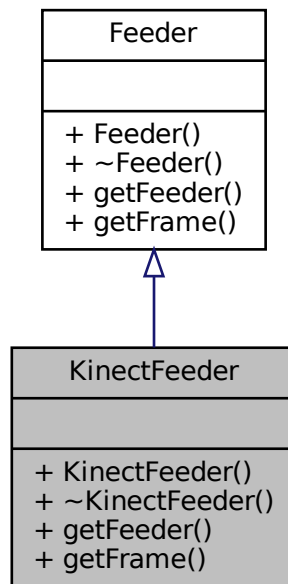 Feeder
+ Feeder()
+ ~Feeder()
+ getFeeder()
+ getFrame()
KinectFeeder
+ KinectFeeder()
+ ~KinectFeeder()
+ getFeeder()
+ getFrame()